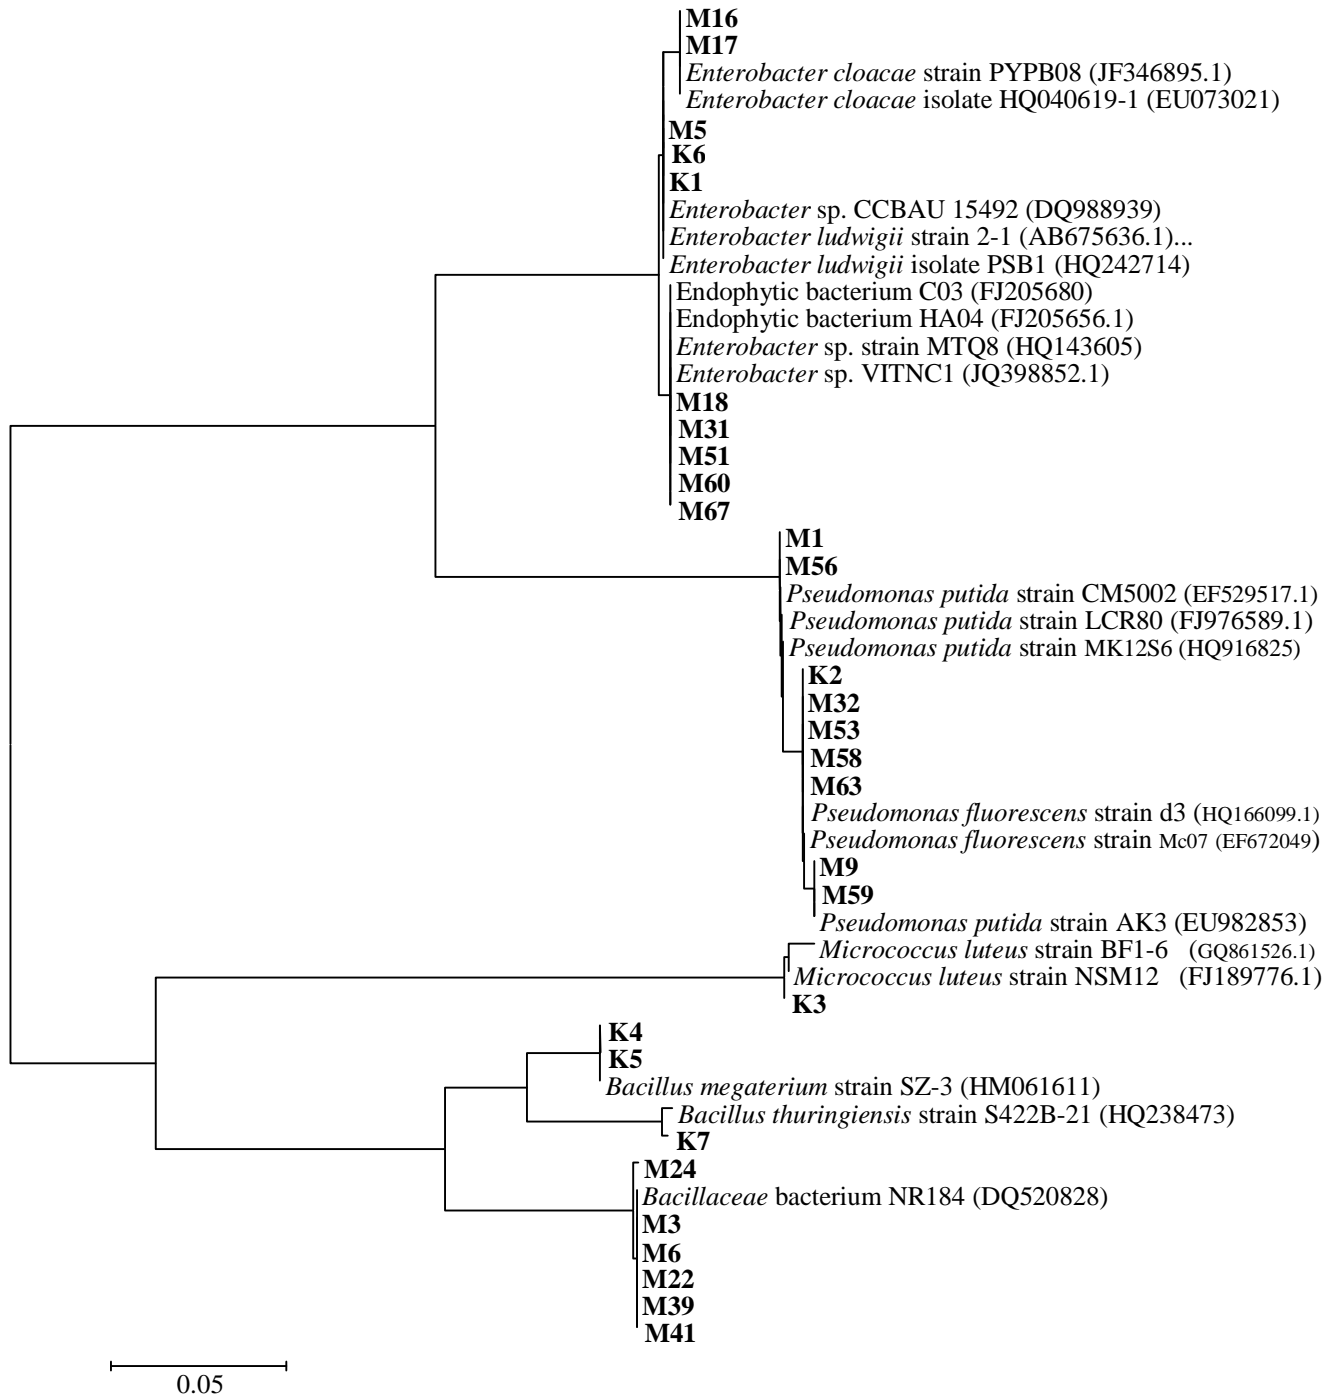 M16
M17
Enterobacter cloacae strain PYPB08 (JF346895.1)
Enterobacter cloacae isolate HQ040619-1 (EU073021)
M5
K6
K1
Enterobacter sp. CCBAU 15492 (DQ988939)
Enterobacter ludwigii strain 2-1 (AB675636.1)...
Enterobacter ludwigii isolate PSB1 (HQ242714)
Endophytic bacterium C03 (FJ205680)
Endophytic bacterium HA04 (FJ205656.1)
Enterobacter sp. strain MTQ8 (HQ143605)
Enterobacter sp. VITNC1 (JQ398852.1)
M18
M31
M51
M60
M67
M1
M56
Pseudomonas putida strain CM5002 (EF529517.1)
Pseudomonas putida strain LCR80 (FJ976589.1)
Pseudomonas putida strain MK12S6 (HQ916825)
K2
M32
M53
M58
M63
Pseudomonas fluorescens strain d3 (HQ166099.1)
Pseudomonas fluorescens strain Mc07 (EF672049)
M9
M59
Pseudomonas putida strain AK3 (EU982853)
Micrococcus luteus strain BF1-6 (GQ861526.1)
Micrococcus luteus strain NSM12 (FJ189776.1)
K3
K4
K5
Bacillus megaterium strain SZ-3 (HM061611)
Bacillus thuringiensis strain S422B-21 (HQ238473)
K7
M24
Bacillaceae bacterium NR184 (DQ520828)
M3
M6
M22
M39
M41
0.05